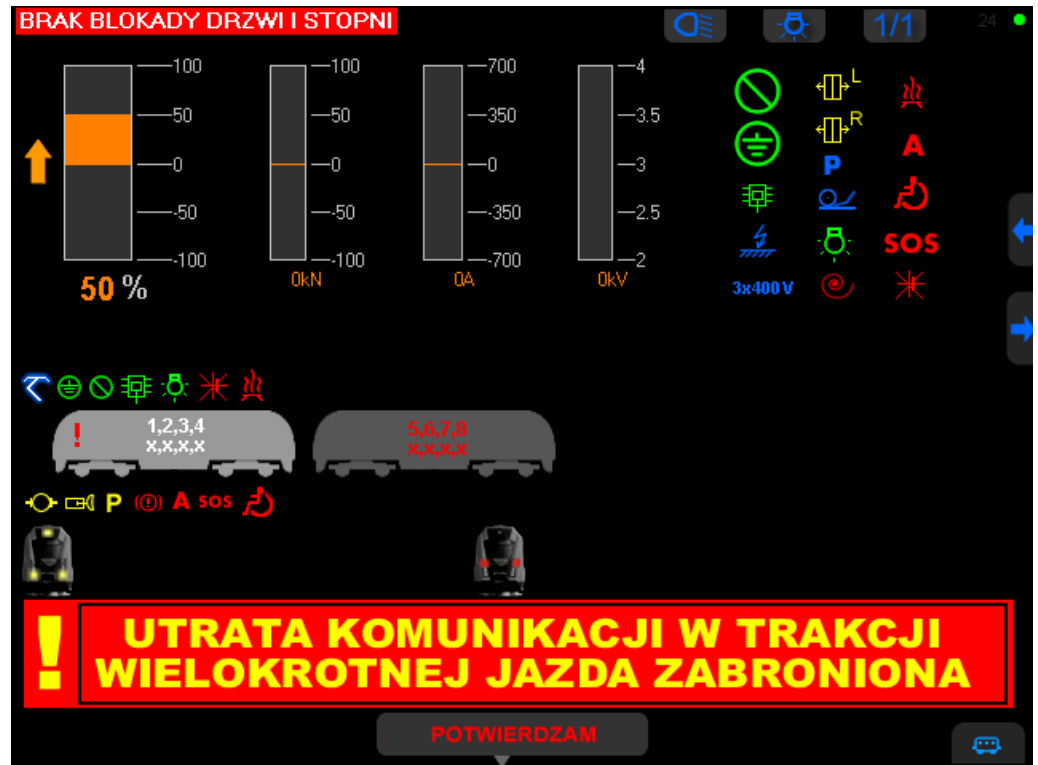 BRAK BLOKADY DRZWI I STOPNI
1/1
24
100
50
0
-50
-100
50 %
100
50
0
-50
-100
0kN
700
350
0
-350
-700
0A
4
3.5
3
2.5
2
0kV
L
R
P
A
SOS
3x400V
1,2,3,4
x,x,x,x
5,6,7,8
x,x,x,x
!
P
(!)
A
SOS
! UTRATA KOMUNIKACJI W TRAKCJI
WIELOKROTNEJ JAZDA ZABRONIONA
POTWIERDZAM